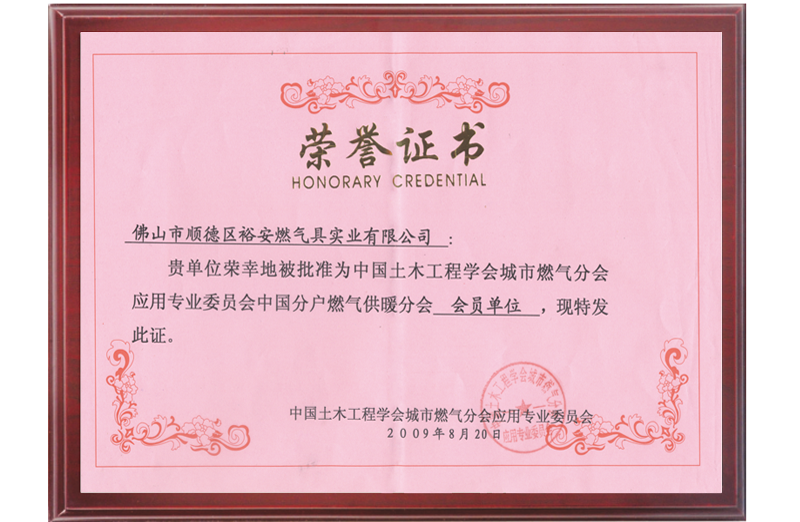 荣誉证书
HONORARY CREDENTIAL
佛山市顺德区裕安燃气具实业有限公司：
贵单位荣幸地被批准为中国土木工程学会城市燃气分会
应用专业委员会中国分户燃气供暖分会 会员单位 ，现特发
此证。
中国土木工程学会城市燃气分会应用专业委员会
2009年8月20日